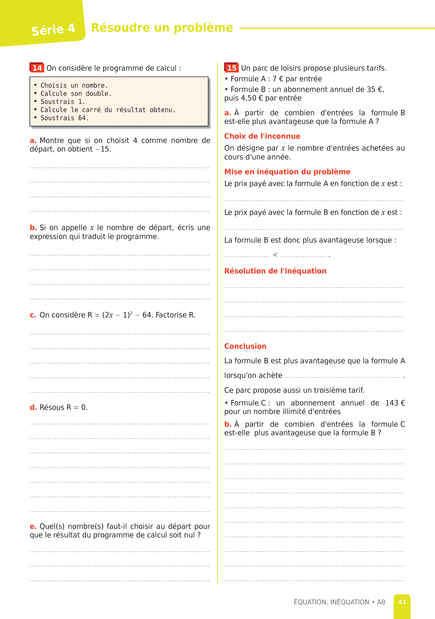 Série 4
Résoudre un problème
14 On considère le programme de calcul :
• Choisis un nombre.
• Calcule son double.
• Soustrais 1.
• Calcule le carré du résultat obtenu.
• Soustrais 64.
a. Montre que si on choisit 4 comme nombre de
départ, on obtient −15.
b. Si on appelle x le nombre de départ, écris une
expression qui traduit le programme.
c. On considère R = (2x − 1)² − 64. Factorise R.
d. Résous R = 0.
e. Quel(s) nombre(s) faut-il choisir au départ pour
que le résultat du programme de calcul soit nul ?
15 Un parc de loisirs propose plusieurs tarifs.
• Formule A : 7 € par entrée
• Formule B : un abonnement annuel de 35 €,
puis 4,50 € par entrée
a. À partir de combien d'entrées la formule B
est-elle plus avantageuse que la formule A ?
Choix de l'inconnue
On désigne par x le nombre d'entrées achetées au
cours d'une année.
Mise en inéquation du problème
Le prix payé avec la formule A en fonction de x est :
Le prix payé avec la formule B en fonction de x est :
La formule B est donc plus avantageuse lorsque :
.................... < .................... .
Résolution de l'inéquation
Conclusion
La formule B est plus avantageuse que la formule A
lorsqu'on achète .................................................. .
Ce parc propose aussi un troisième tarif.
• Formule C : un abonnement annuel de 143 €
pour un nombre illimité d'entrées
b. À partir de combien d'entrées la formule C
est-elle plus avantageuse que la formule B ?
ÉQUATION, INÉQUATION • A8
41